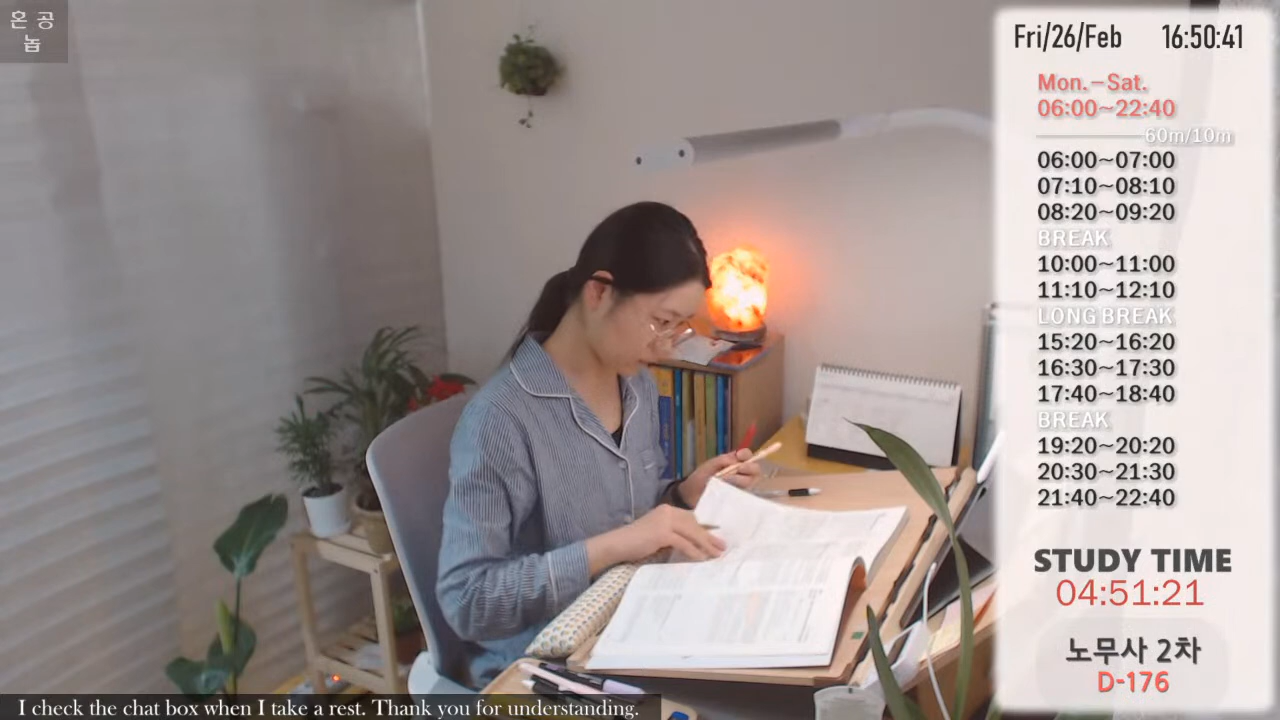 혼 공
놉
Fri/26/Feb 16:50:41
Mon.-Sat.
06:00~22:40
60m/10m
06:00~07:00
07:10~08:10
08:20~09:20
BREAK
10:00~11:00
11:10~12:10
LONG BREAK
15:20~16:20
16:30~17:30
17:40~18:40
BREAK
19:20~20:20
20:30~21:30
21:40~22:40
STUDY TIME
04:51:21
노무사 2차
D-176
I check the chat box when I take a rest. Thank you for understanding.